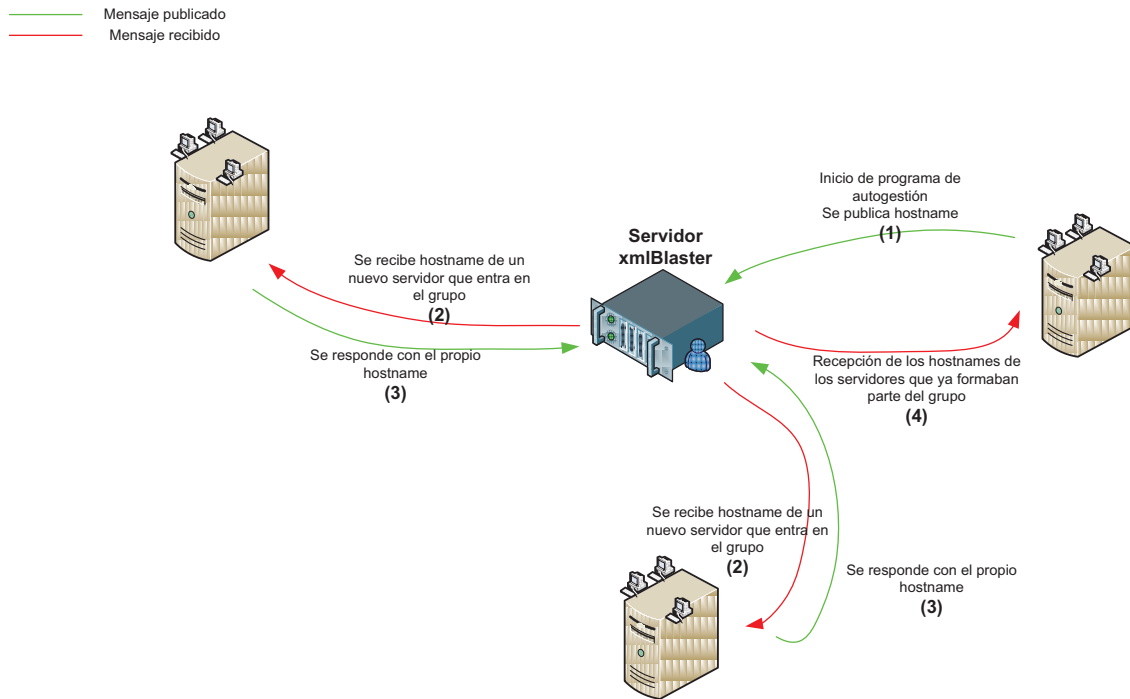 Mensaje publicado
Mensaje recibido
Inicio de programa de
autogestión
Se publica hostname
(1)
Servidor
xmlBlaster
Se recibe hostname de un
nuevo servidor que entra en
el grupo
(2)
Se responde con el propio
hostname
(3)
Recepción de los hostnames de
los servidores que ya formaban
parte del grupo
(4)
Se recibe hostname de un
nuevo servidor que entra en
el grupo
(2)
Se responde con el propio
hostname
(3)